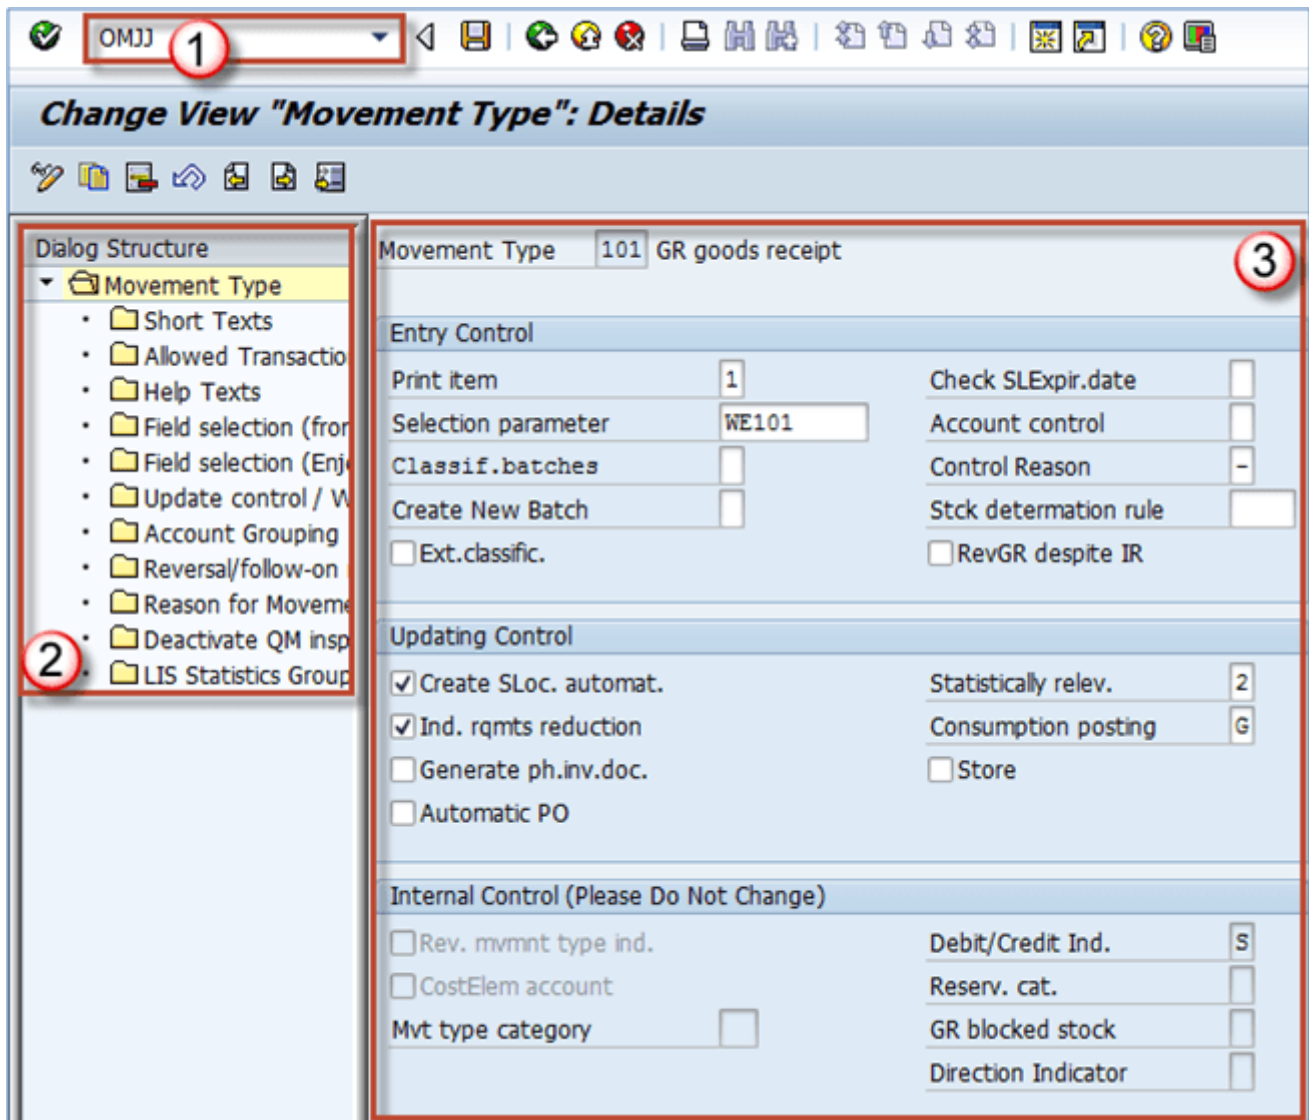 OMJJ
1
Change View "Movement Type": Details
Dialog Structure
Movement Type
Short Texts
Allowed Transactio
Help Texts
Field selection (fror
Field selection (Enj
Update control / W
Account Grouping
Reversal/follow-on
Reason for Moveme
Deactivate QM insp
LIS Statistics Group
2
Movement Type 101 GR goods receipt
3
Entry Control
Print item 1 Check SLExpir.date
Selection parameter WE101 Account control
Classif.batches Control Reason -
Create New Batch Stck determation rule
Ext.classific. RevGR despite IR
Updating Control
Create SLoc. automat. Statistically relev. 2
Ind. rqmts reduction Consumption posting G
Generate ph.inv.doc. Store
Automatic PO
Internal Control (Please Do Not Change)
Rev. mvmnt type ind. Debit/Credit Ind. S
CostElem account Reserv. cat.
Mvt type category GR blocked stock
Direction Indicator